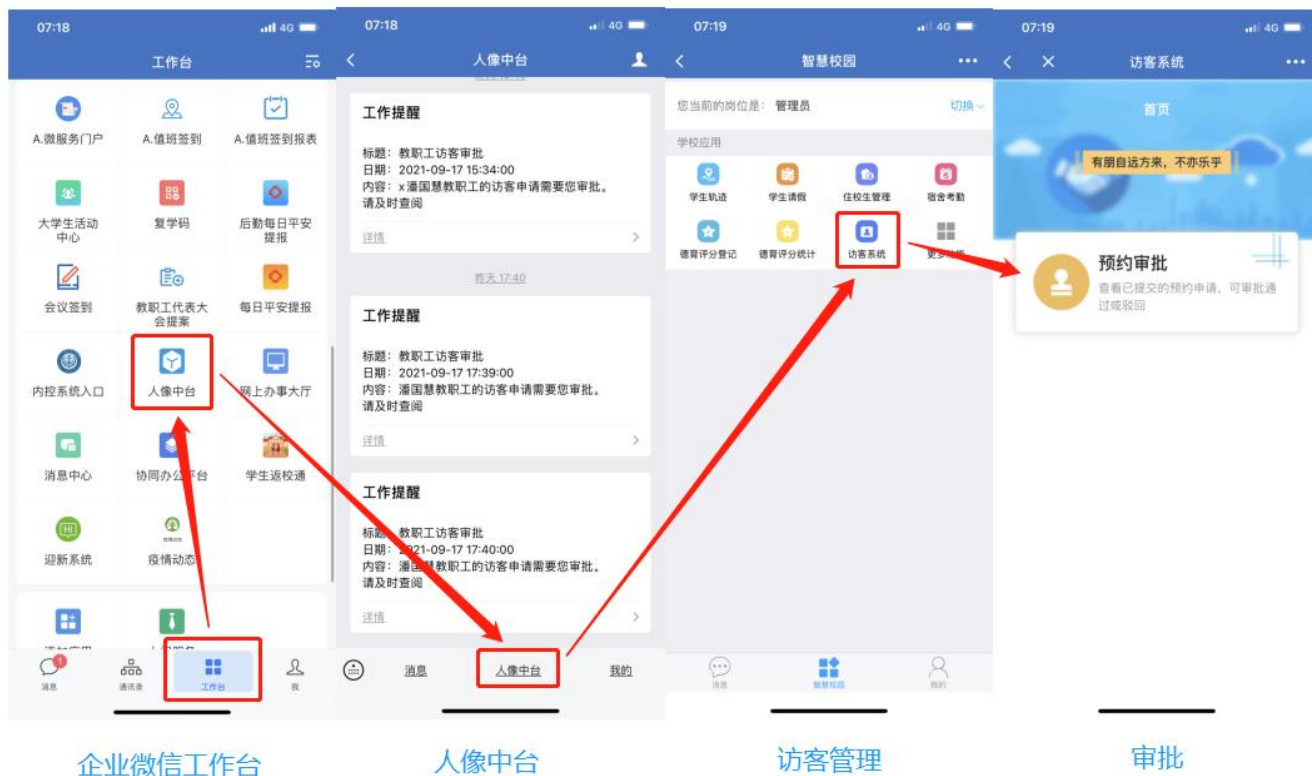 07:18
4G
工作台
A.微服务门户
A.值班签到
A.值班签到报表
大学生活动
中心
复学码
后勤每日平安
提报
会议签到
教职工代表大
会提案
每日平安提报
内控系统入口
人像中台
网上办事大厅
消息中心
协同办公平台
学生返校通
HI
迎新系统
疫情动态
1
消息
通讯录
工作台
我
企业微信工作台
07:18
4G
人像中台
工作提醒
标题：教职工访客审批
日期：2021-09-17 15:34:00
内容：x潘国慧教职工的访客申请需要您审批。
请及时查阅
详情
昨天 17:40
工作提醒
标题：教职工访客审批
日期：2021-09-17 17:39:00
内容：潘国慧教职工的访客申请需要您审批。
请及时查阅
详情
工作提醒
标题：教职工访客审批
日期：2021-09-17 17:40:00
内容：潘国慧教职工的访客申请需要您审批。
请及时查阅
详情
消息
人像中台
我的
人像中台
07:19
4G
智慧校园
您当前的岗位是：管理员
切换
学校应用
学生轨迹
学生请假
住校生管理
宿舍考勤
德育评分登记
德育评分统计
访客系统
更多功能
消息
智慧校园
我的
访客管理
07:19
4G
访客系统
首页
有朋自远方来，不亦乐乎
预约审批
查看已提交的预约申请，可审批通
过或驳回
审批